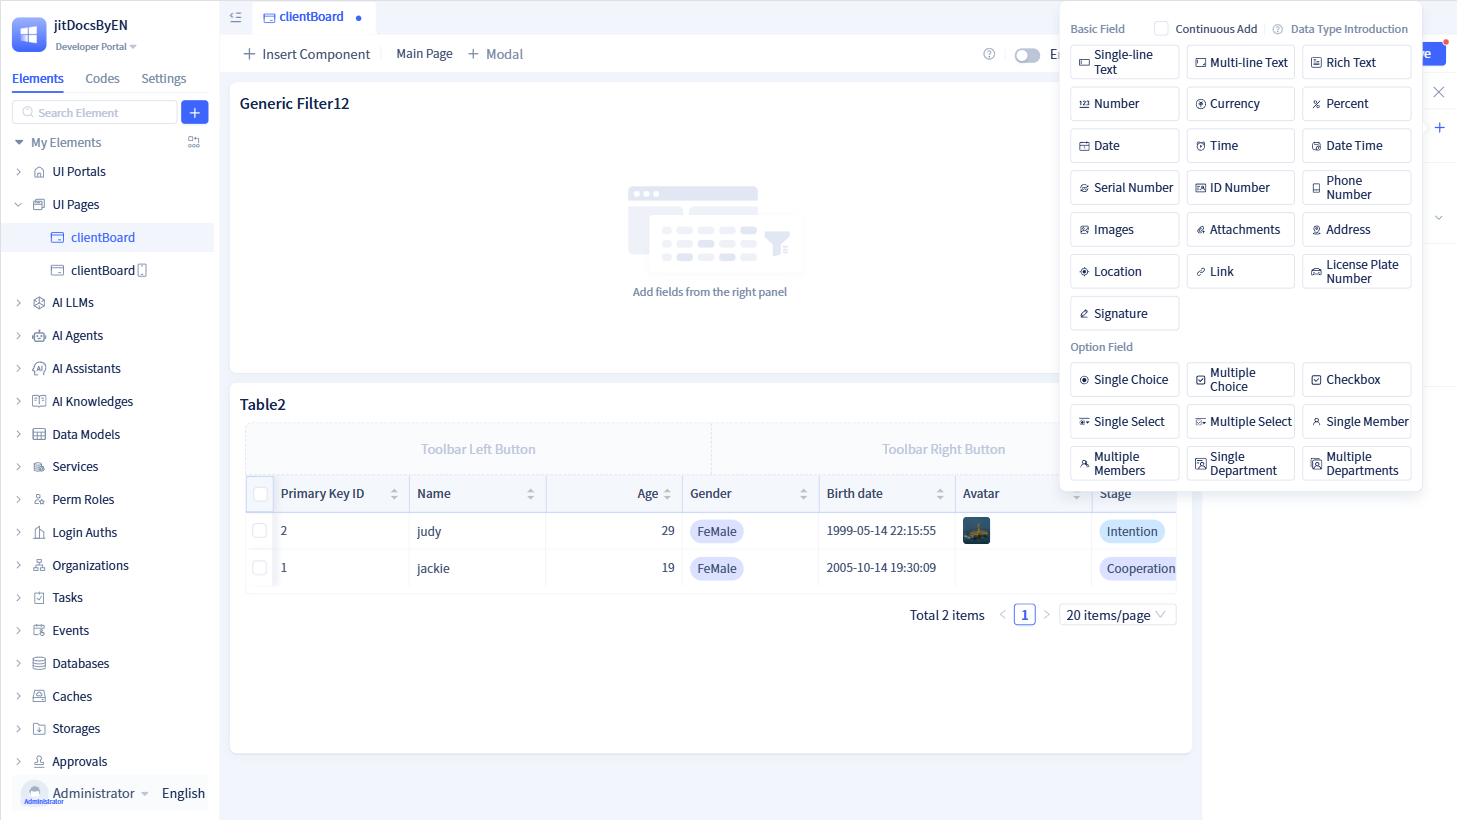 jitDocsByEN
Developer Portal
Elements
Codes
Settings
Search Element
My Elements
UI Portals
UI Pages
clientBoard
clientBoard
AI LLMs
AI Agents
AI Assistants
AI Knowledges
Data Models
Services
Perm Roles
Login Auths
Organizations
Tasks
Events
Databases
Caches
Storages
Approvals
Administrator
Administrator
English
clientBoard
Insert Component
Main Page
Modal
Generic Filter12
Add fields from the right panel
Table2
Toolbar Left Button
Toolbar Right Button
Primary Key ID Name Age Gender Birth date Avatar Stage
2 judy 29 FeMale 1999-05-14 22:15:55 Intention
1 jackie 19 FeMale 2005-10-14 19:30:09 Cooperation
Total 2 items
1
20 items/page
Basic Field
Continuous Add
Data Type Introduction
Single-line
Text
Multi-line Text
Rich Text
Number
Currency
Percent
Date
Time
Date Time
Serial Number
ID Number
Phone
Number
Images
Attachments
Address
Location
Link
License Plate
Number
Signature
Option Field
Single Choice
Multiple
Choice
Checkbox
Single Select
Multiple Select
Single Member
Multiple
Members
Single
Department
Multiple
Departments